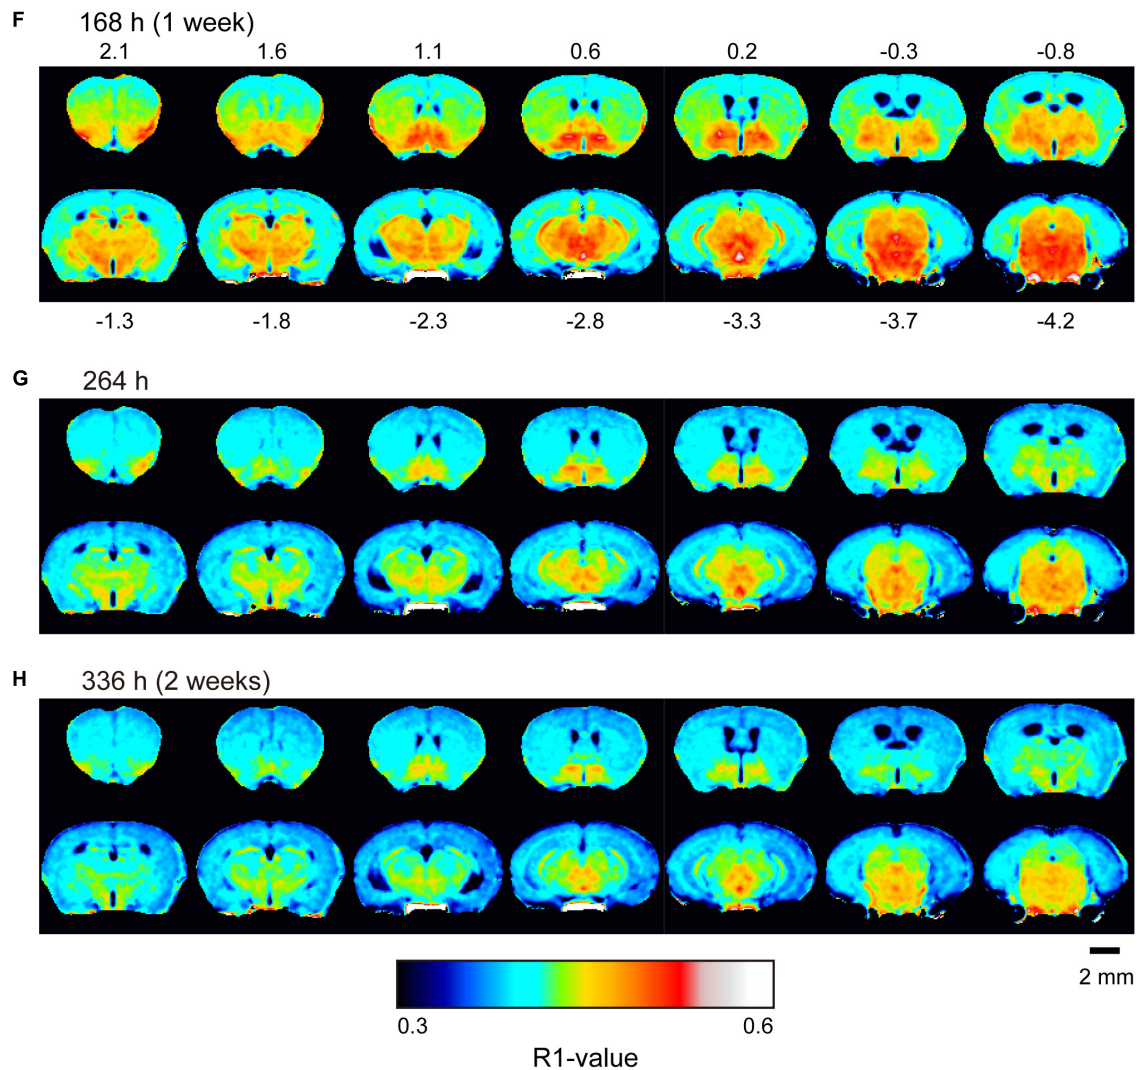 F 168 h (1 week)
2.1 1.6 1.1 0.6 0.2 -0.3 -0.8
-1.3 -1.8 -2.3 -2.8 -3.3 -3.7 -4.2
G 264 h
H 336 h (2 weeks)
2 mm
0.3 0.6
R1-value